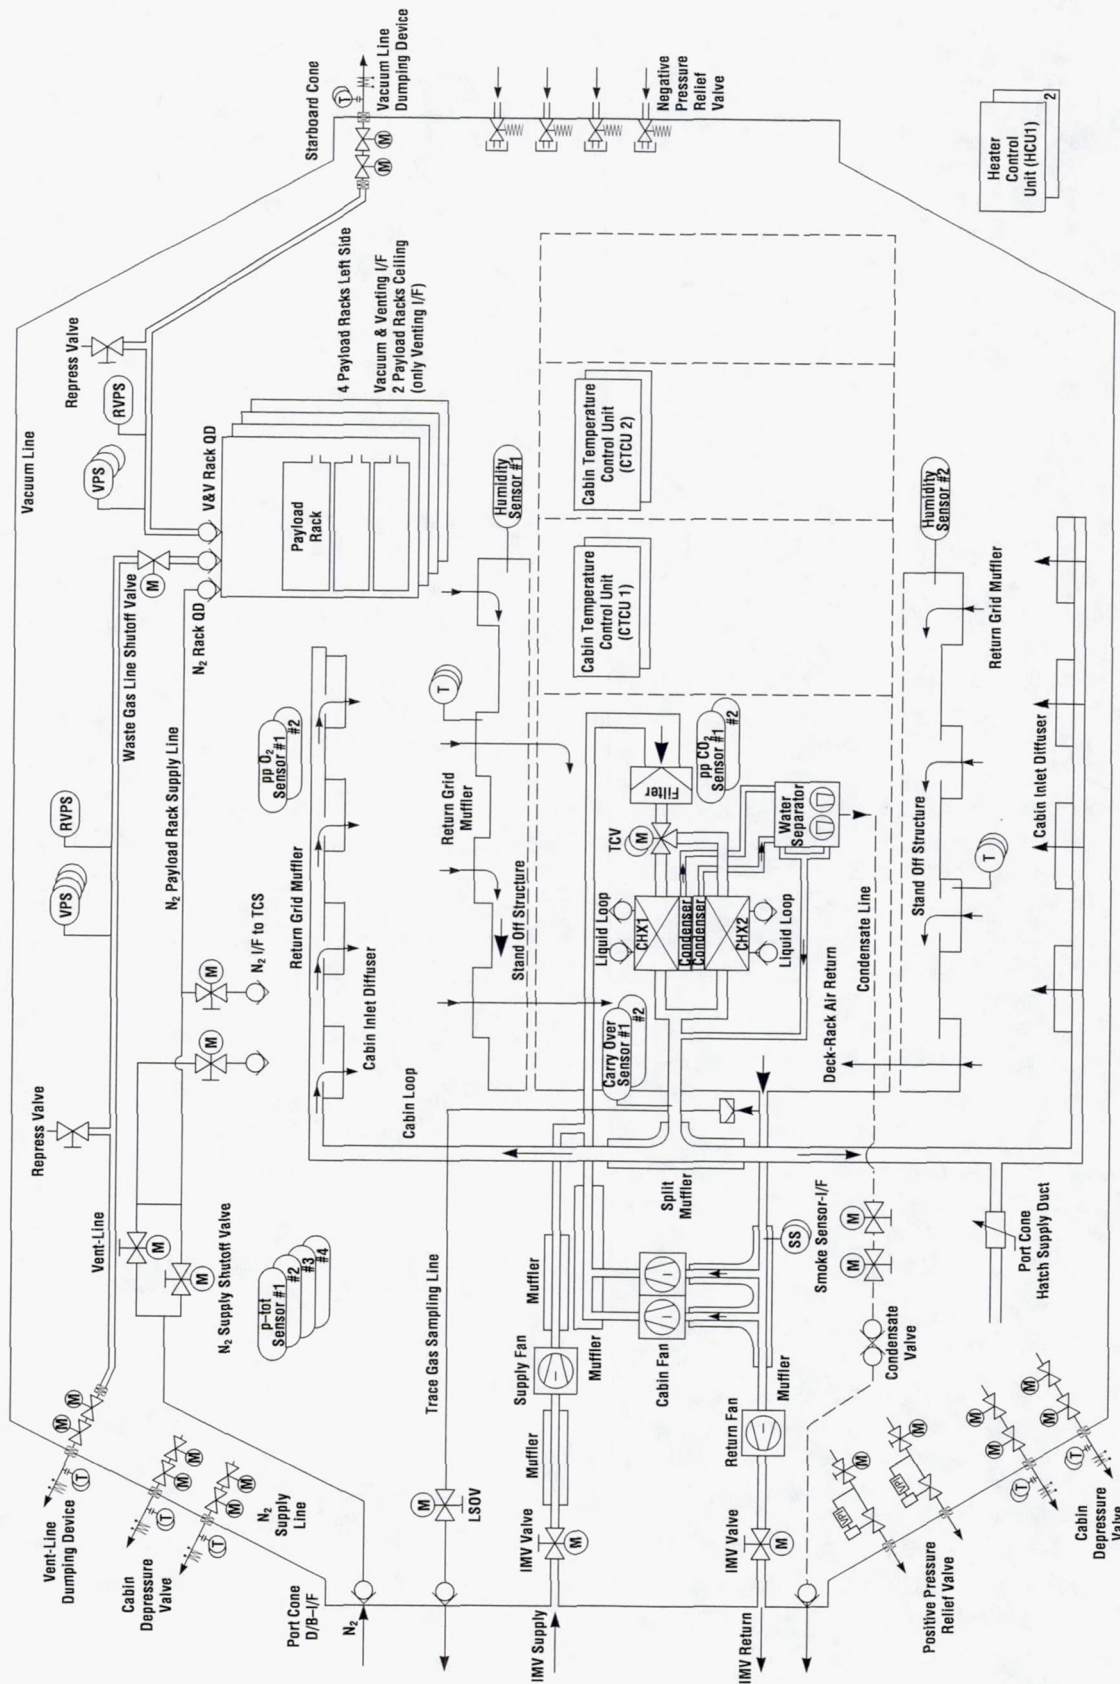 Vacuum Line
Repress Valve
Repress Valve
RVPS
VPS
RVPS
VPS
Starboard Cone
T
Vacuum Line
Dumping Device
M
M
Vent-Line
Waste Gas Line Shutoff Valve
M
N₂ Payload Rack Supply Line
N₂ Rack QD
V&V Rack QD
Vent-Line
Dumping Device
T
M
M
Cabin
Depressure
Valve
T
M
M
T
M
M
N₂
Supply
Line
M
M
N₂ Supply Shutoff Valve
M
M
N₂ I/F to TCS
p–tot
Sensor #1
#2
#3
#4
pp O₂
Sensor #1
#2
Payload
Rack
4 Payload Racks Left Side
Vacuum & Venting I/F
2 Payload Racks Ceiling
(only Venting I/F)
Return Grid Muffler
Cabin Inlet Diffuser
Port Cone
D/B–I/F
N₂
Cabin Loop
Trace Gas Sampling Line
M
LSOV
T
Return Grid
Muffler
Humidity
Sensor #1
Stand Off Structure
Negative
Pressure
Relief
Valve
IMV Supply
IMV Valve
M
Muffler
Supply Fan
Muffler
Muffler
Cabin Fan
Split
Muffler
Carry Over
Sensor #1
#2
Liquid Loop
CHX1
Condenser
Condenser
CHX2
Liquid Loop
TCV
M
Filter
pp CO₂
Sensor #1
#2
Water
Separator
Cabin Temperature
Control Unit
(CTCU 1)
Cabin Temperature
Control Unit
(CTCU 2)
IMV Return
IMV Valve
M
Return Fan
Muffler
SS
Smoke Sensor-I/F
M
M
Condensate
Valve
Deck-Rack Air Return
Condensate Line
Stand Off Structure
T
Humidity
Sensor #2
Return Grid Muffler
Cabin Inlet Diffuser
Port Cone
Hatch Supply Duct
Positive Pressure
Relief Valve
VPI
M
VPI
M
Cabin
Depressure
Valve
T
M
M
T
M
M
Heater
Control
Unit (HCU1)
2